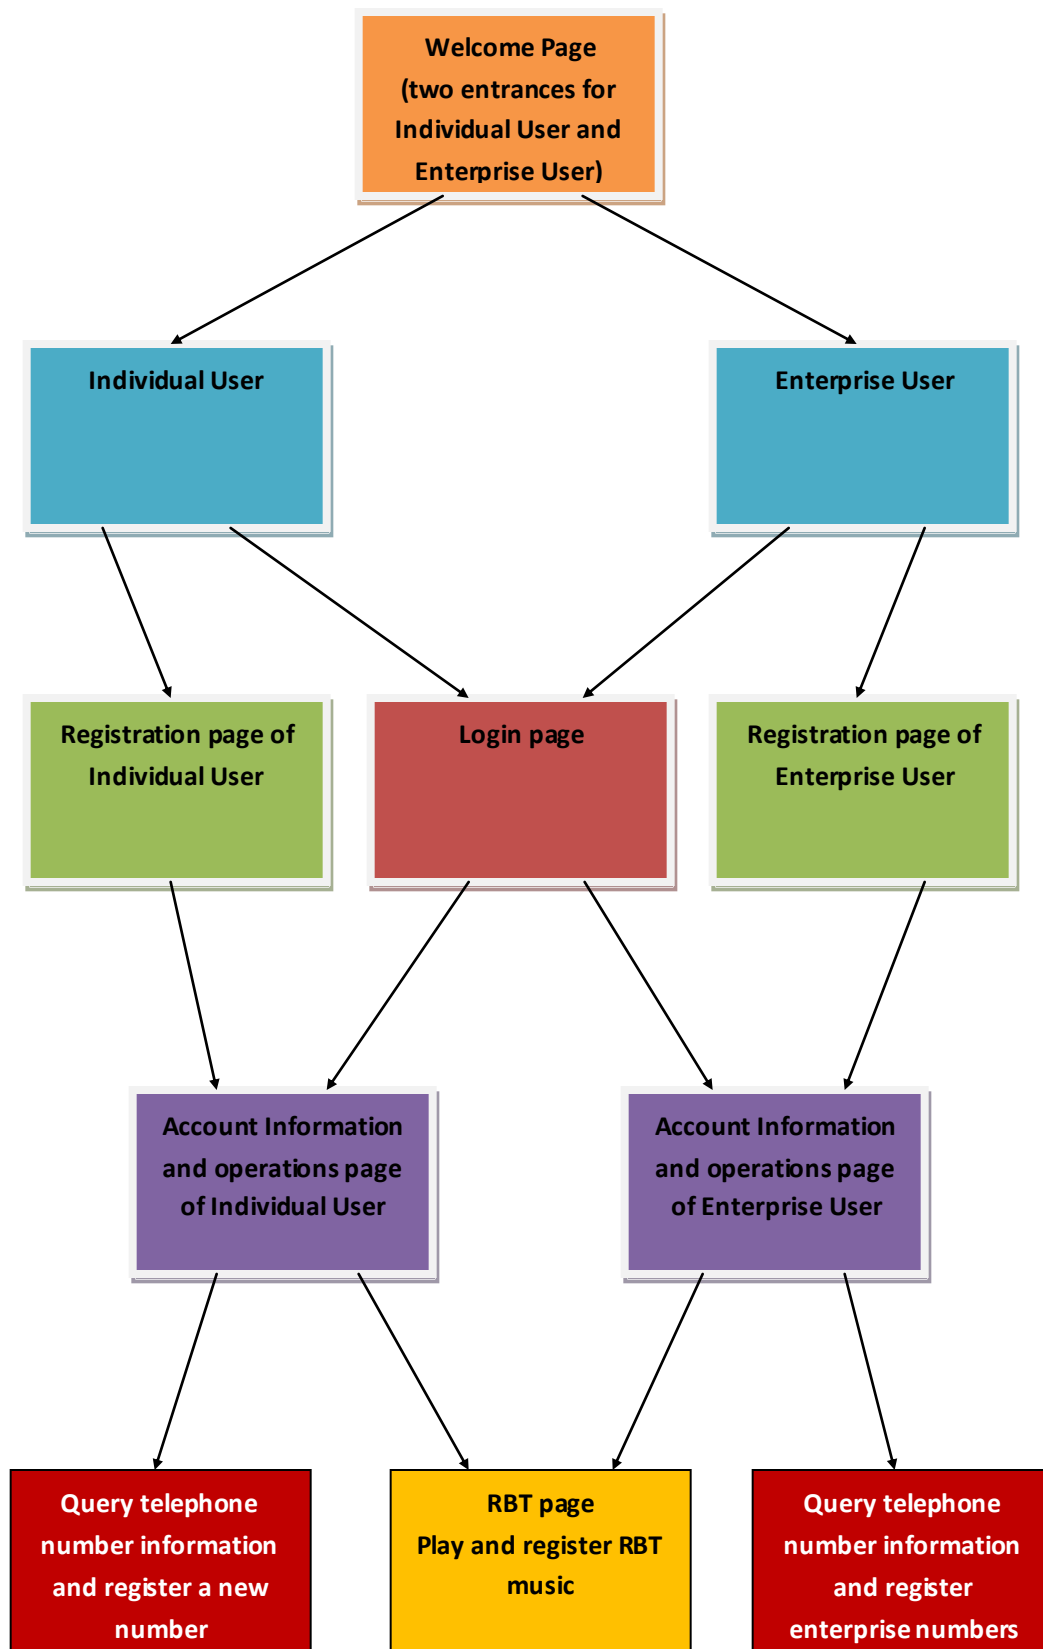 Welcome Page
(two entrances for
Individual User and
Enterprise User)
Individual User
Enterprise User
Registration page of
Individual User
Login page
Registration page of
Enterprise User
Account Information
and operations page
of Individual User
Account Information
and operations page
of Enterprise User
Query telephone
number information
and register a new
number
RBT page
Play and register RBT
music
Query telephone
number information
and register
enterprise numbers